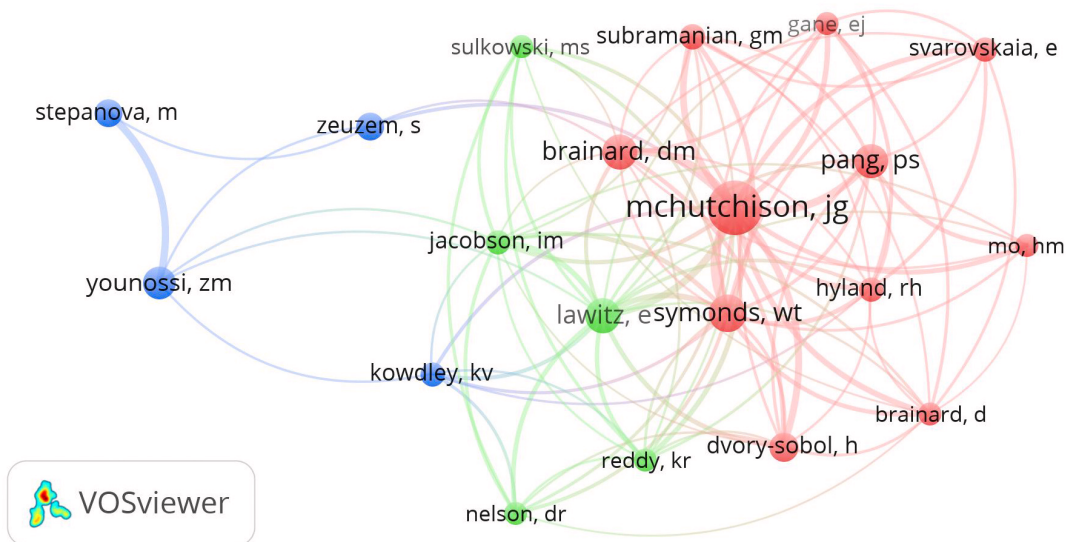 gane, ej
subramanian, gm
sulkowski, ms
svarovskaia, e
stepanova, m
zeuzem, s
brainard, dm
pang, ps
mchutchison, jg
jacobson, im
mo, hm
younossi, zm
hyland, rh
lawitz, e
symonds, wt
kowdley, kv
brainard, d
dvory-sobol, h
reddy, kr
VOSviewer
nelson, dr